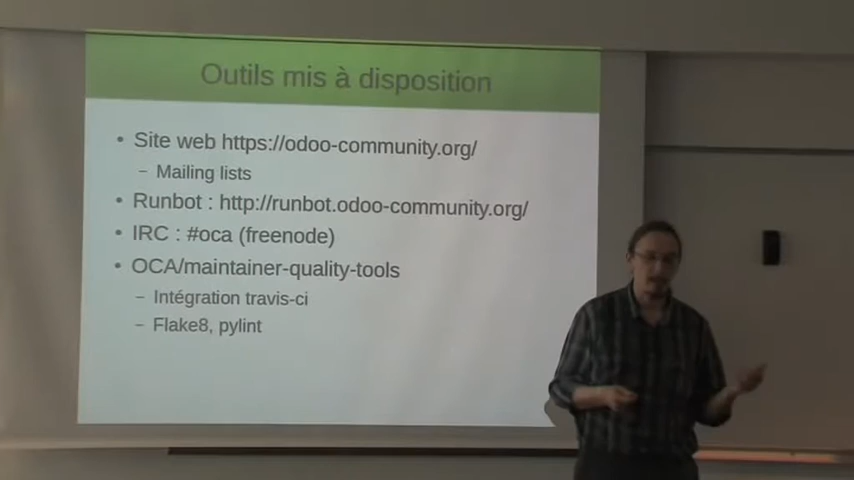 Outils mis à disposition
• Site web https://odoo-community.org/
– Mailing lists
• Runbot : http://runbot.odoo-community.org/
• IRC : #oca (freenode)
• OCA/maintainer-quality-tools
– Intégration travis-ci
– Flake8, pylint